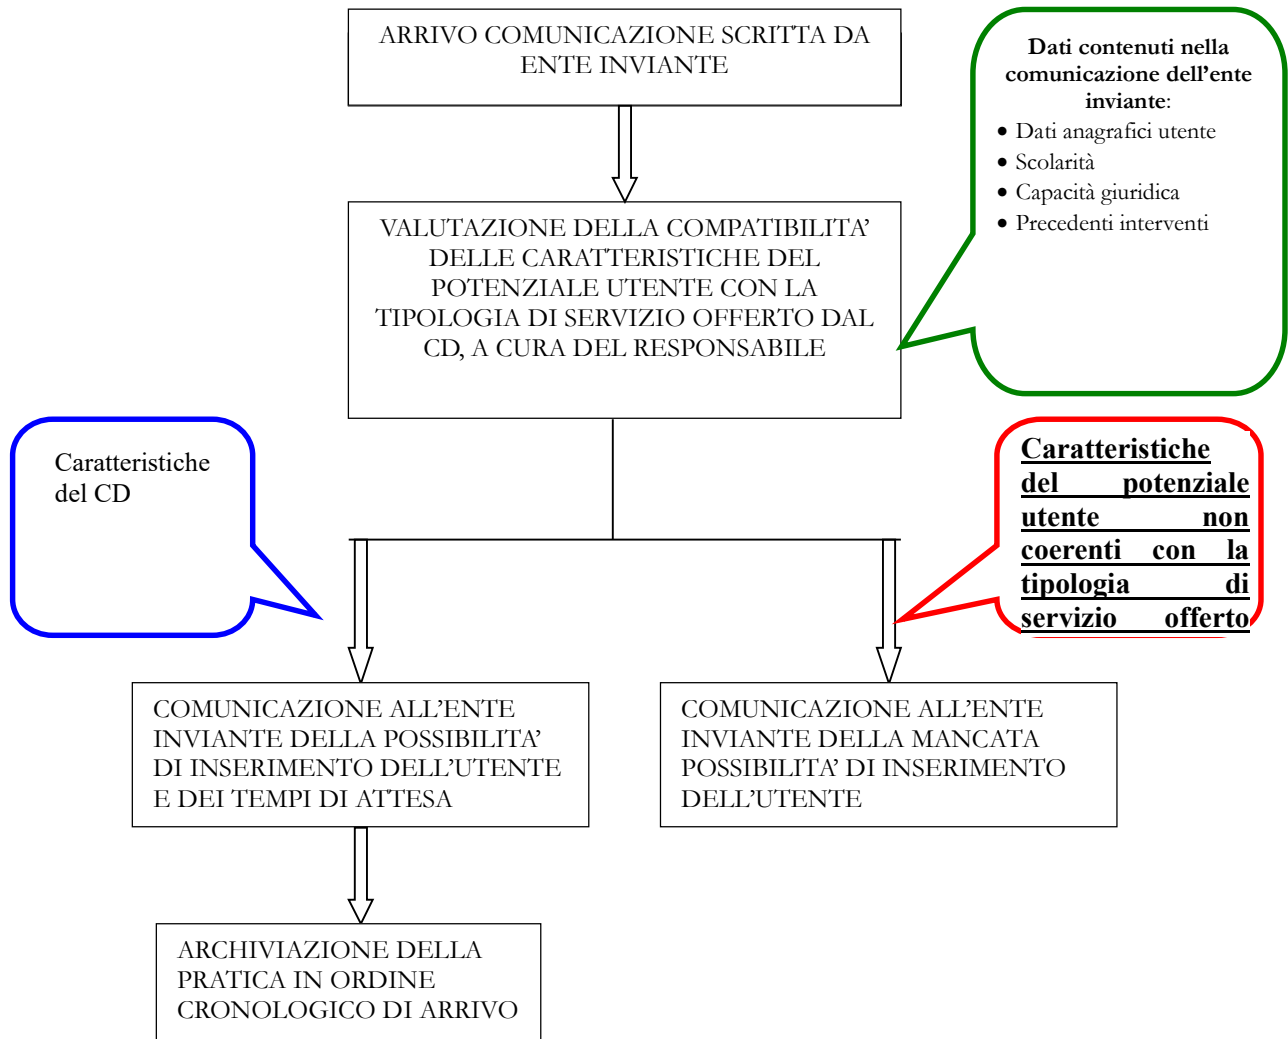 ARRIVO COMUNICAZIONE SCRITTA DA
ENTE INVIANTE
Dati contenuti nella
comunicazione dell’ente
inviante:
• Dati anagrafici utente
• Scolarità
• Capacità giuridica
• Precedenti interventi
VALUTAZIONE DELLA COMPATIBILITA’
DELLE CARATTERISTICHE DEL
POTENZIALE UTENTE CON LA
TIPOLOGIA DI SERVIZIO OFFERTO DAL
CD, A CURA DEL RESPONSABILE
Caratteristiche
del CD
Caratteristiche
del potenziale
utente non
coerenti con la
tipologia di
servizio offerto
COMUNICAZIONE ALL’ENTE
INVIANTE DELLA POSSIBILITA’
DI INSERIMENTO DELL’UTENTE
E DEI TEMPI DI ATTESA
COMUNICAZIONE ALL’ENTE
INVIANTE DELLA MANCATA
POSSIBILITA’ DI INSERIMENTO
DELL’UTENTE
ARCHIVIAZIONE DELLA
PRATICA IN ORDINE
CRONOLOGICO DI ARRIVO